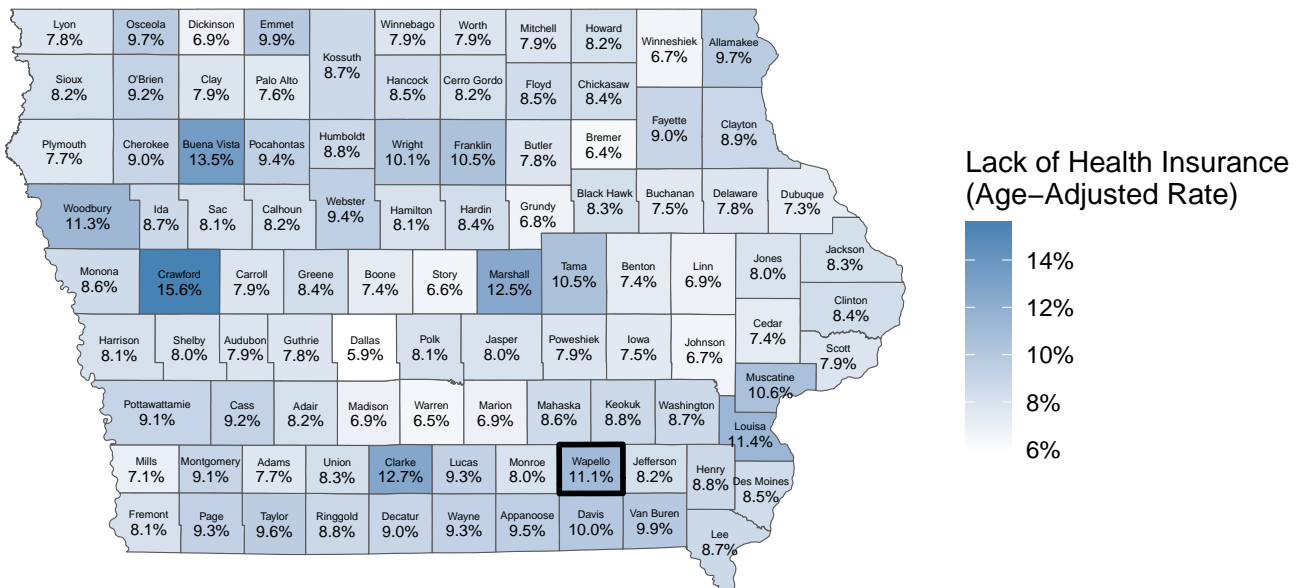 Lyon Osceola Dickinson Emmet Winnebago Worth Mitchell Howard Winneshiek Allamakee
7.8% 9.7% 6.9% 9.9% 7.9% 7.9% 7.9% 8.2% 6.7% 9.7%
Kossuth
8.7%
Sioux O'Brien Clay Palo Alto Hancock Cerro Gordo Floyd Chickasaw
8.2% 9.2% 7.9% 7.6% 8.5% 8.2% 8.5% 8.4%
Fayette Clayton
9.0% 8.9%
Plymouth Cherokee Buena Vista Pocahontas Humboldt Wright Franklin Butler Bremer
7.7% 9.0% 13.5% 9.4% 8.8% 10.1% 10.5% 7.8% 6.4%
Woodbury Ida Sac Calhoun Webster Hamilton Hardin Grundy Black Hawk Buchanan Delaware Dubuque
11.3% 8.7% 8.1% 8.2% 9.4% 8.1% 8.4% 6.8% 8.3% 7.5% 7.8% 7.3%
Monona Crawford Carroll Greene Boone Story Marshall Tama Benton Linn Jones Jackson
8.6% 15.6% 7.9% 8.4% 7.4% 6.6% 12.5% 10.5% 7.4% 6.9% 8.0% 8.3%
Clinton
8.4%
Harrison Shelby Audubon Guthrie Dallas Polk Jasper Poweshiek Iowa Johnson Cedar Scott
8.1% 8.0% 7.9% 7.8% 5.9% 8.1% 8.0% 7.9% 7.5% 6.7% 7.4% 7.9%
Muscatine
10.6%
Pottawattamie Cass Adair Madison Warren Marion Mahaska Keokuk Washington Louisa
9.1% 9.2% 8.2% 6.9% 6.5% 6.9% 8.6% 8.8% 8.7% 11.4%
Mills Montgomery Adams Union Clarke Lucas Monroe Wapello Jefferson Henry Des Moines
7.1% 9.1% 7.7% 8.3% 12.7% 9.3% 8.0% 11.1% 8.2% 8.8% 8.5%
Fremont Page Taylor Ringgold Decatur Wayne Appanoose Davis Van Buren Lee
8.1% 9.3% 9.6% 8.8% 9.0% 9.3% 9.5% 10.0% 9.9% 8.7%
Lack of Health Insurance
(Age−Adjusted Rate)
14%
12%
10%
8%
6%